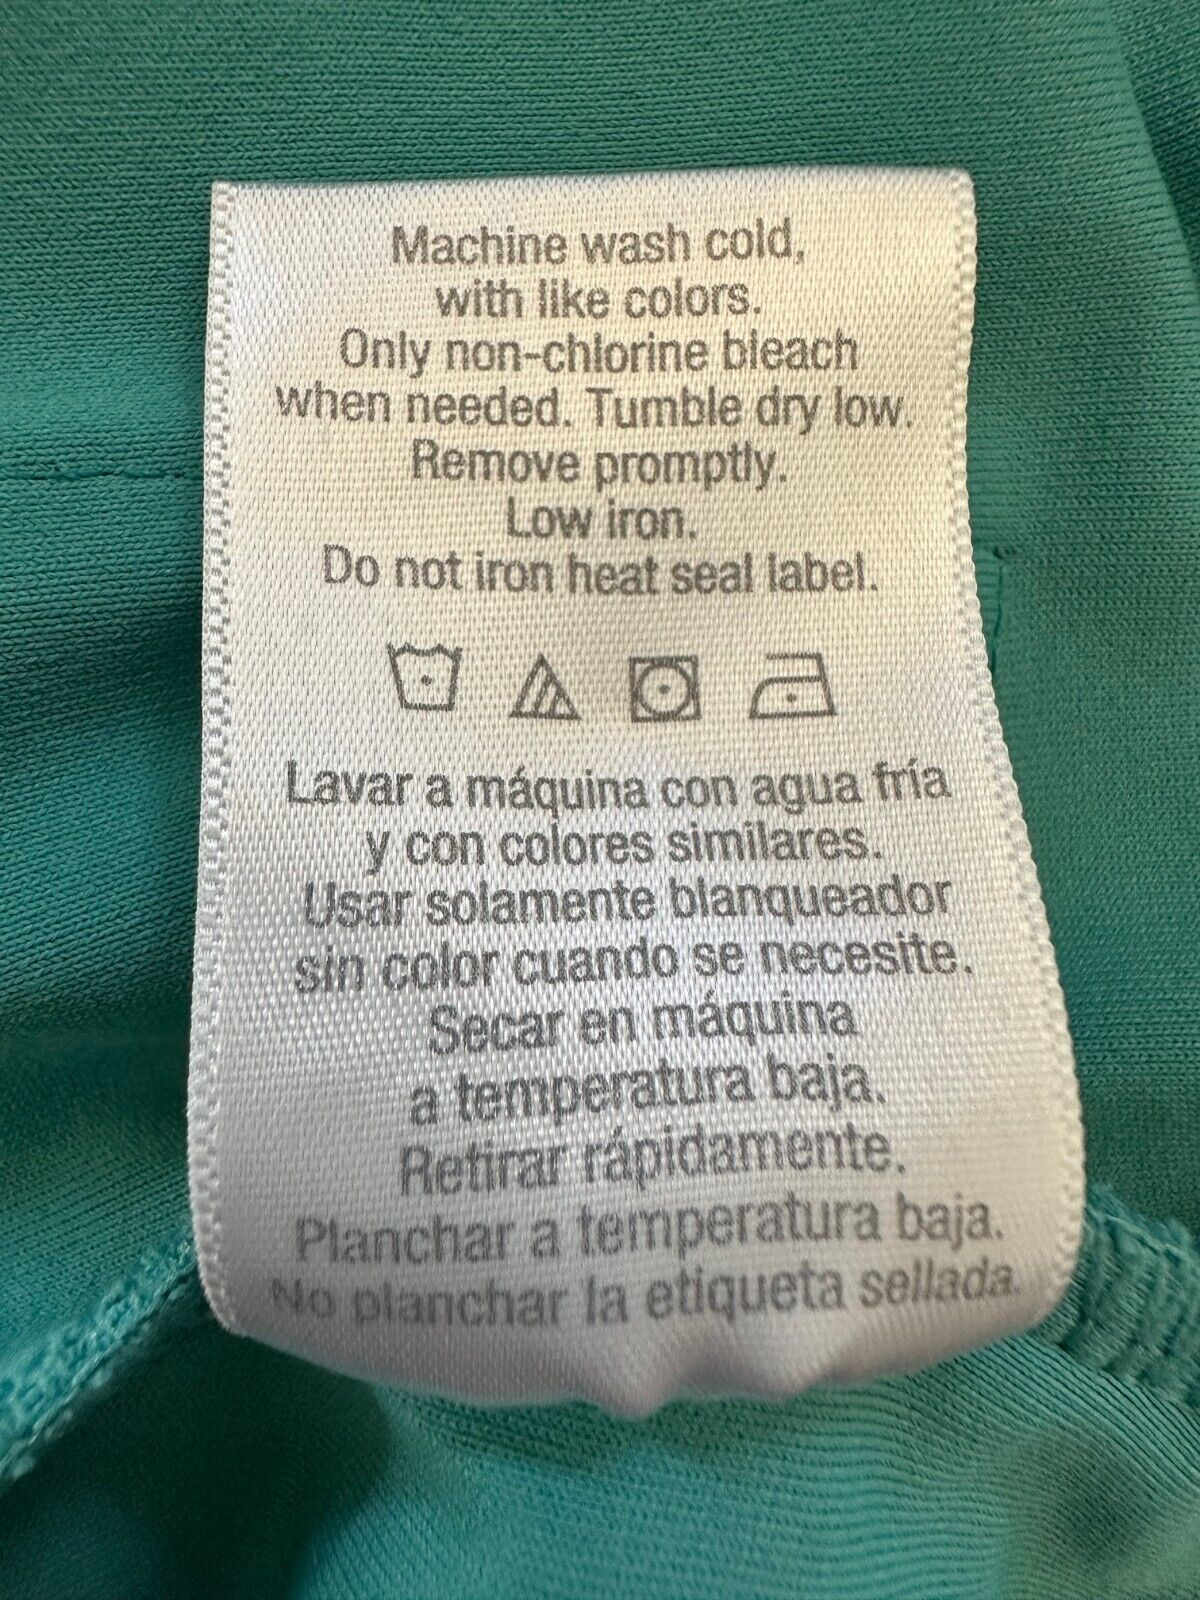 Machine wash cold,
with like colors.
Only non-chlorine bleach
when needed. Tumble dry low.
Remove promptly.
Low iron.
Do not iron heat seal label.
Lavar a máquina con agua fría
y con colores similares.
Usar solamente blanqueador
sin color cuando se necesite.
Secar en máquina
a temperatura baja.
Retirar rápidamente.
Planchar a temperatura baja.
No planchar la etiqueta sellada.